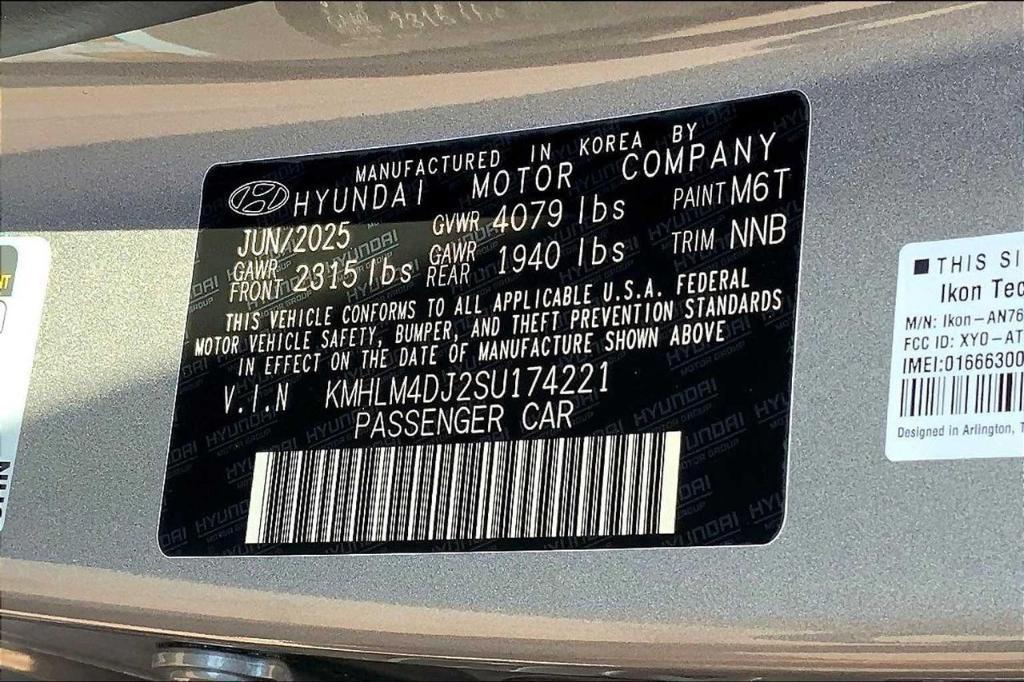 MANUFACTURED IN KOREA BY
HYUNDAI MOTOR COMPANY
JUN/2025 GVWR 4079 lbs PAINT M6T
GAWR FRONT 2315 lbs GAWR REAR 1940 lbs TRIM NNB
THIS VEHICLE CONFORMS TO ALL APPLICABLE U.S.A. FEDERAL
MOTOR VEHICLE SAFETY, BUMPER, AND THEFT PREVENTION STANDARDS
IN EFFECT ON THE DATE OF MANUFACTURE SHOWN ABOVE
V.I.N KMHLM4DJ2SU174221
PASSENGER CAR
THIS SI
Ikon Tec
M/N: Ikon-AN76
FCC ID: XYO-AT
IMEI:01666300
Designed in Arlington, T